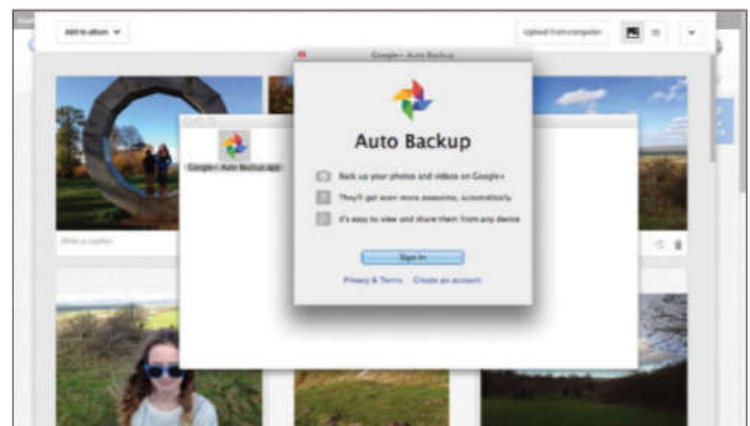 Add to album
Upload from computer
Google+ Auto Backup
Google+ Auto Backup.app
Auto Backup
Back up your photos and videos on Google+
They'll get even more awesome, automatically
It's easy to view and share them from any device
Write a caption
Sign in
Privacy & Terms Create an account